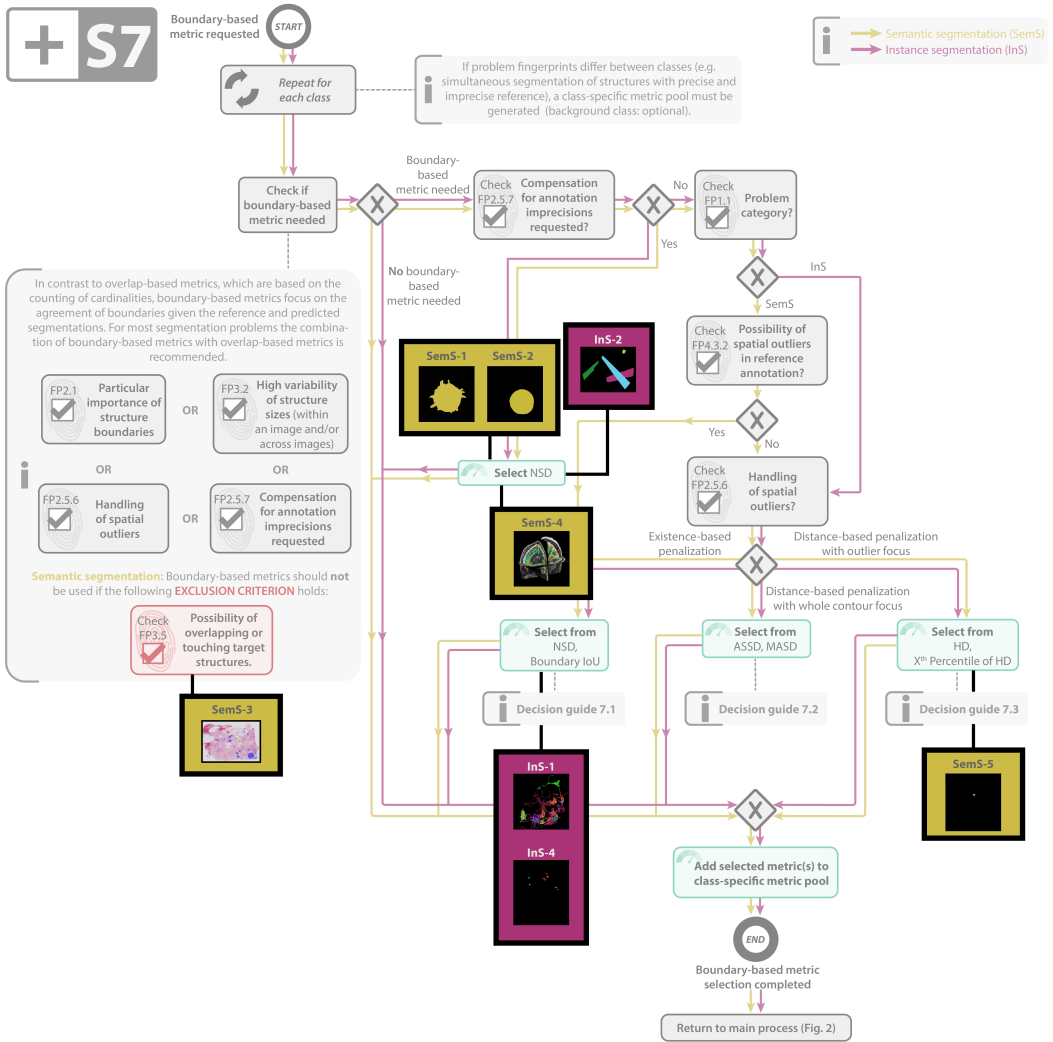 + S7
Boundary-based
metric requested
START
Semantic segmentation (SemS)
Instance segmentation (InS)
Repeat for
each class
If problem fingerprints differ between classes (e.g.
simultaneous segmentation of structures with precise and
imprecise reference), a class-specific metric pool must be
generated (background class: optional).
Check if
boundary-based
metric needed
X
Boundary-
based
metric needed
Check
FP2.5.7
Compensation
for annotation
imprecisions
requested?
X
No
Yes
Check
FP1.1
Problem
category?
X
InS
SemS
No boundary-
based
metric needed
In contrast to overlap-based metrics, which are based on the
counting of cardinalities, boundary-based metrics focus on the
agreement of boundaries given the reference and predicted
segmentations. For most segmentation problems the combina-
tion of boundary-based metrics with overlap-based metrics is
recommended.
FP2.1
Particular
importance of
structure
boundaries
OR
FP3.2
High variability
of structure
sizes (within
an image and/or
across images)
OR
OR
FP2.5.6
Handling
of spatial
outliers
OR
FP2.5.7
Compensation
for annotation
imprecisions
requested
Semantic segmentation: Boundary-based metrics should not
be used if the following EXCLUSION CRITERION holds:
Check
FP3.5
Possibility of
overlapping or
touching target
structures.
SemS-3
SemS-1
SemS-2
InS-2
Select NSD
SemS-4
Check
FP4.3.2
Possibility of
spatial outliers
in reference
annotation?
X
Yes
No
Check
FP2.5.6
Handling
of spatial
outliers?
X
Existence-based
penalization
Distance-based penalization
with outlier focus
Distance-based penalization
with whole contour focus
Select from
NSD,
Boundary IoU
Select from
ASSD, MASD
Select from
HD,
Xth Percentile of HD
Decision guide 7.1
Decision guide 7.2
Decision guide 7.3
InS-1
InS-4
SemS-5
X
Add selected metric(s) to
class-specific metric pool
END
Boundary-based metric
selection completed
Return to main process (Fig. 2)